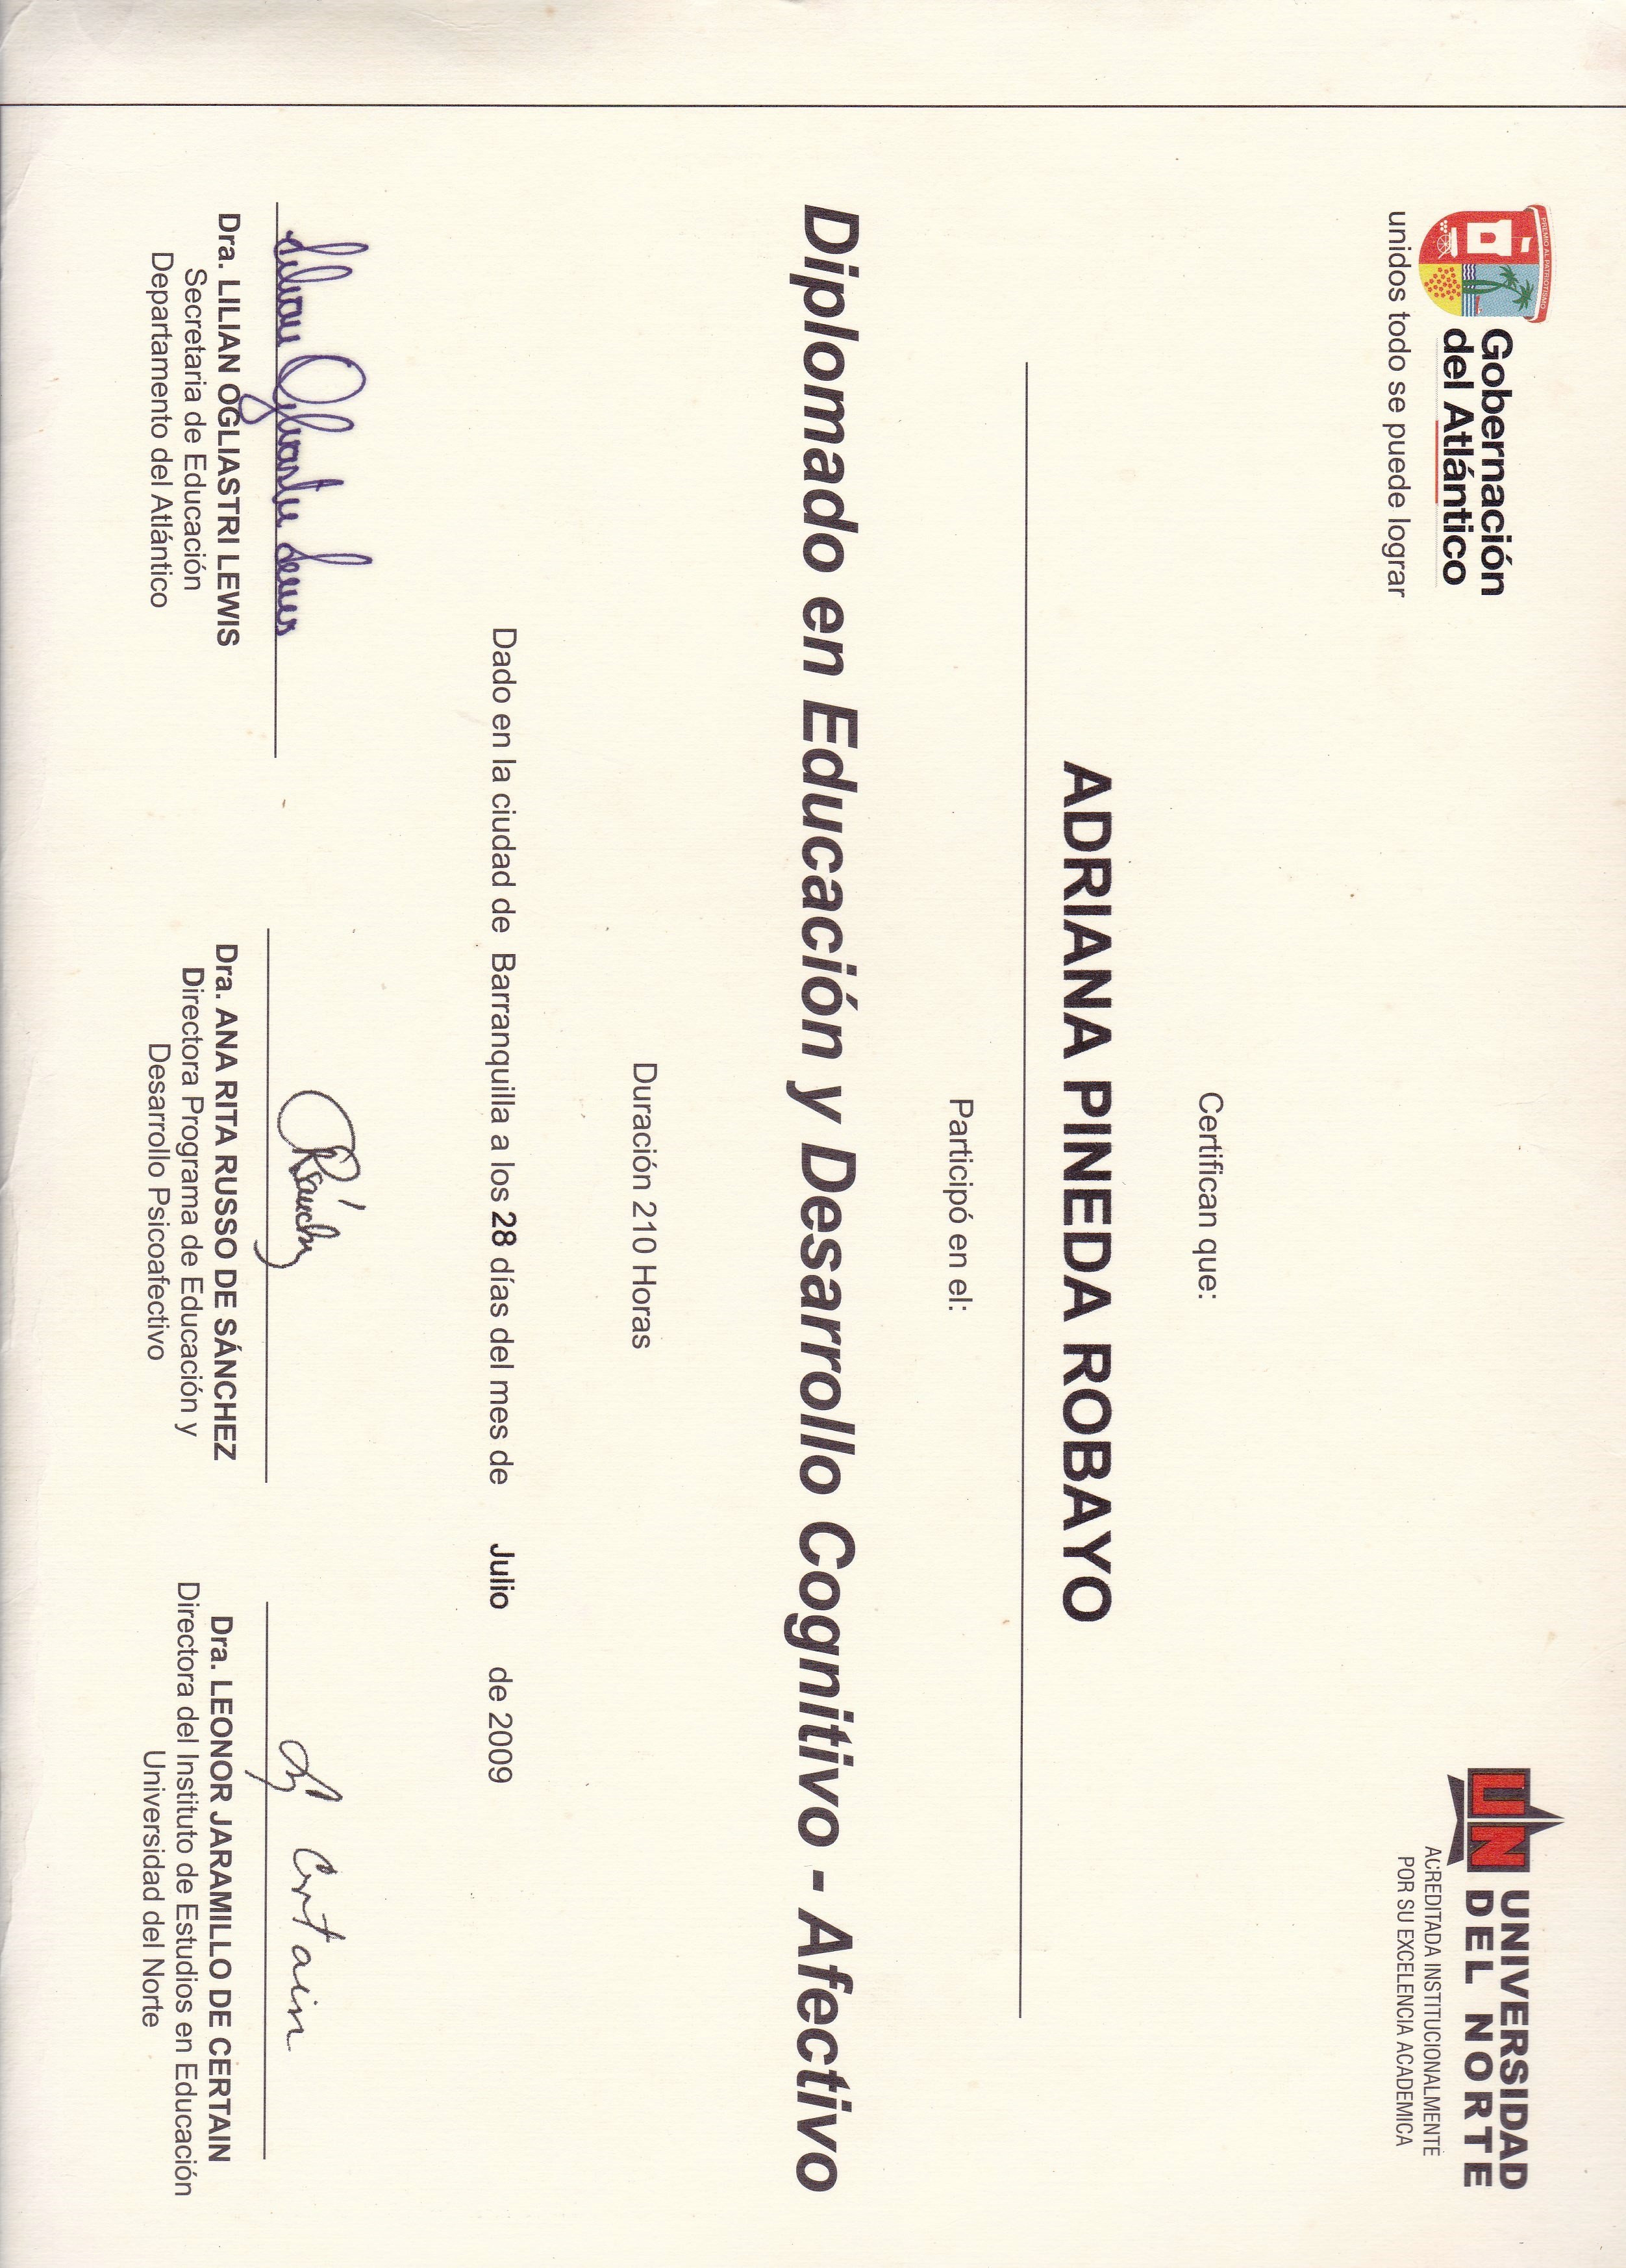 PREMIO AL PATRIOTISMO
Gobernación
del Atlántico
unidos todo se puede lograr
UN
UNIVERSIDAD
DEL NORTE
ACREDITADA INSTITUCIONALMENTE
POR SU EXCELENCIA ACADEMICA
Certifican que:
ADRIANA PINEDA ROBAYO
Participó en el:
Diplomado en Educación y Desarrollo Cognitivo - Afectivo
Duración 210 Horas
Dado en la ciudad de Barranquilla a los 28 días del mes de Julio de 2009
Dra. LILIAN OGLIASTRI LEWIS
Secretaria de Educación
Departamento del Atlántico
Dra. ANA RITA RUSSO DE SÁNCHEZ
Directora Programa de Educación y
Desarrollo Psicoafectivo
Dra. LEONOR JARAMILLO DE CERTAIN
Directora del Instituto de Estudios en Educación
Universidad del Norte